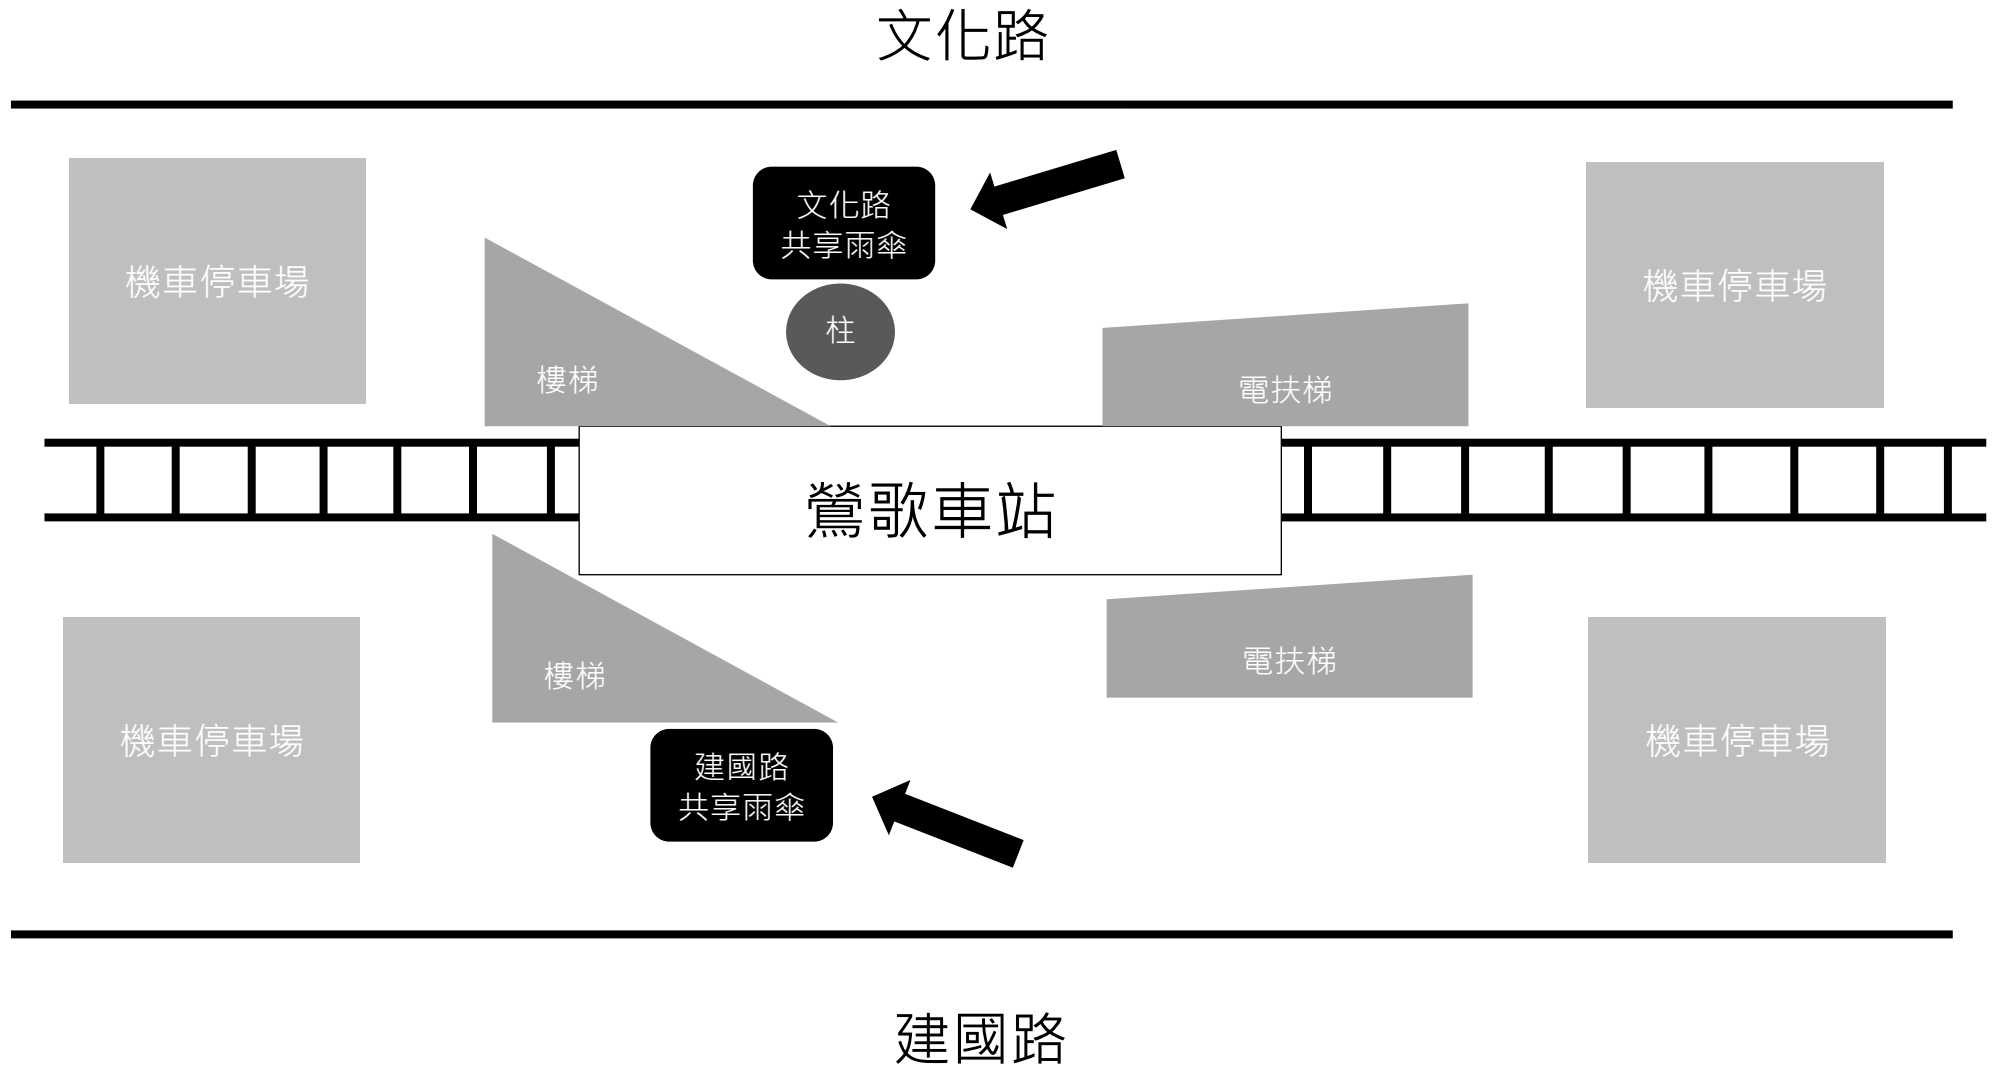 文化路
文化路
共享雨傘
機車停車場
機車停車場
柱
樓梯
電扶梯
鶯歌車站
樓梯
電扶梯
機車停車場
機車停車場
建國路
共享雨傘
建國路